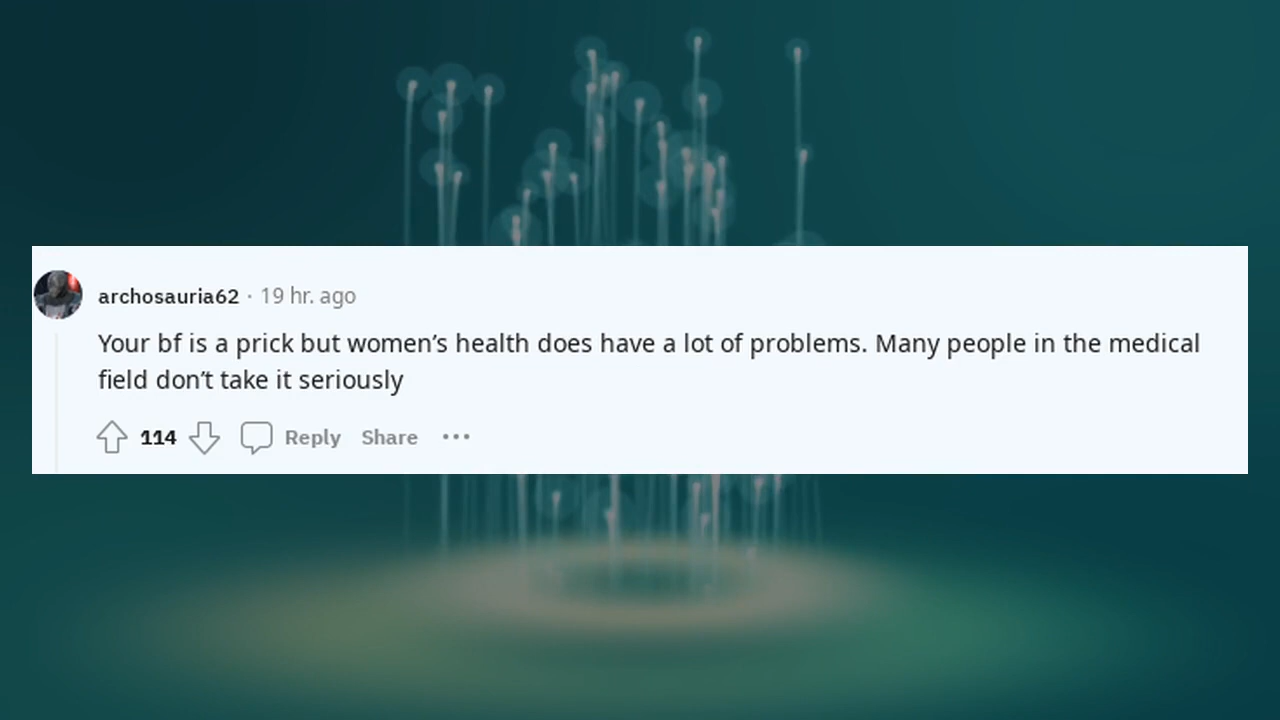 archosauria62 · 19 hr. ago
Your bf is a prick but women’s health does have a lot of problems. Many people in the medical
field don’t take it seriously
114 Reply Share •••